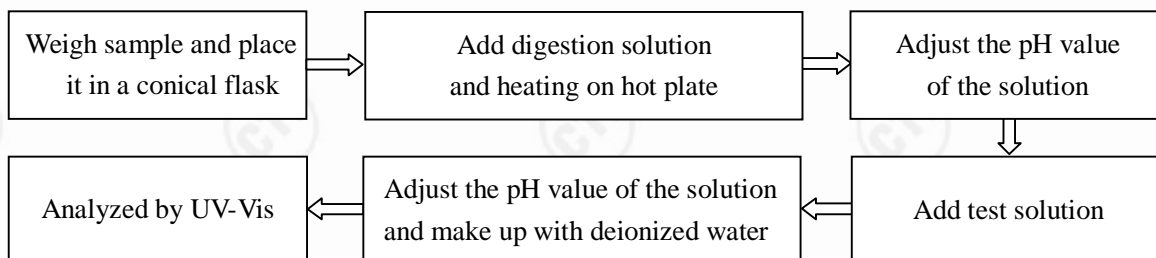 Weigh sample and place
it in a conical flask
Add digestion solution
and heating on hot plate
Adjust the pH value
of the solution
Add test solution
Adjust the pH value of the solution
and make up with deionized water
Analyzed by UV-Vis